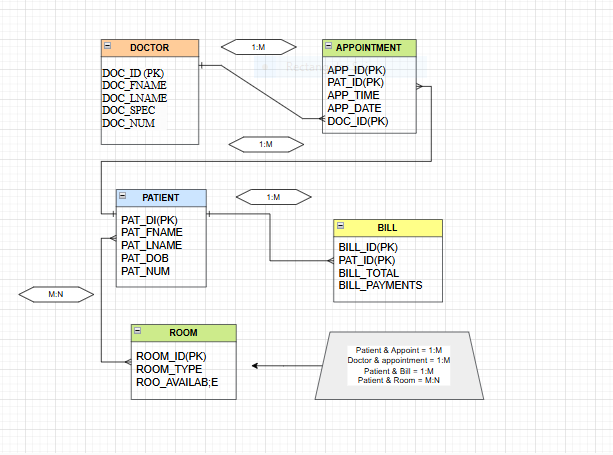 DOCTOR
DOC_ID (PK)
DOC_FNAME
DOC_LNAME
DOC_SPEC
DOC_NUM
1:M
APPOINTMENT
APP_ID(PK)
PAT_ID(PK)
APP_TIME
APP_DATE
DOC_ID(PK)
1:M
PATIENT
PAT_DI(PK)
PAT_FNAME
PAT_LNAME
PAT_DOB
PAT_NUM
1:M
BILL
BILL_ID(PK)
PAT_ID(PK)
BILL_TOTAL
BILL_PAYMENTS
M:N
ROOM
ROOM_ID(PK)
ROOM_TYPE
ROO_AVAILAB;E
Patient & Appoint = 1:M
Doctor & appointment = 1:M
Patient & Bill = 1:M
Patient & Room = M:N